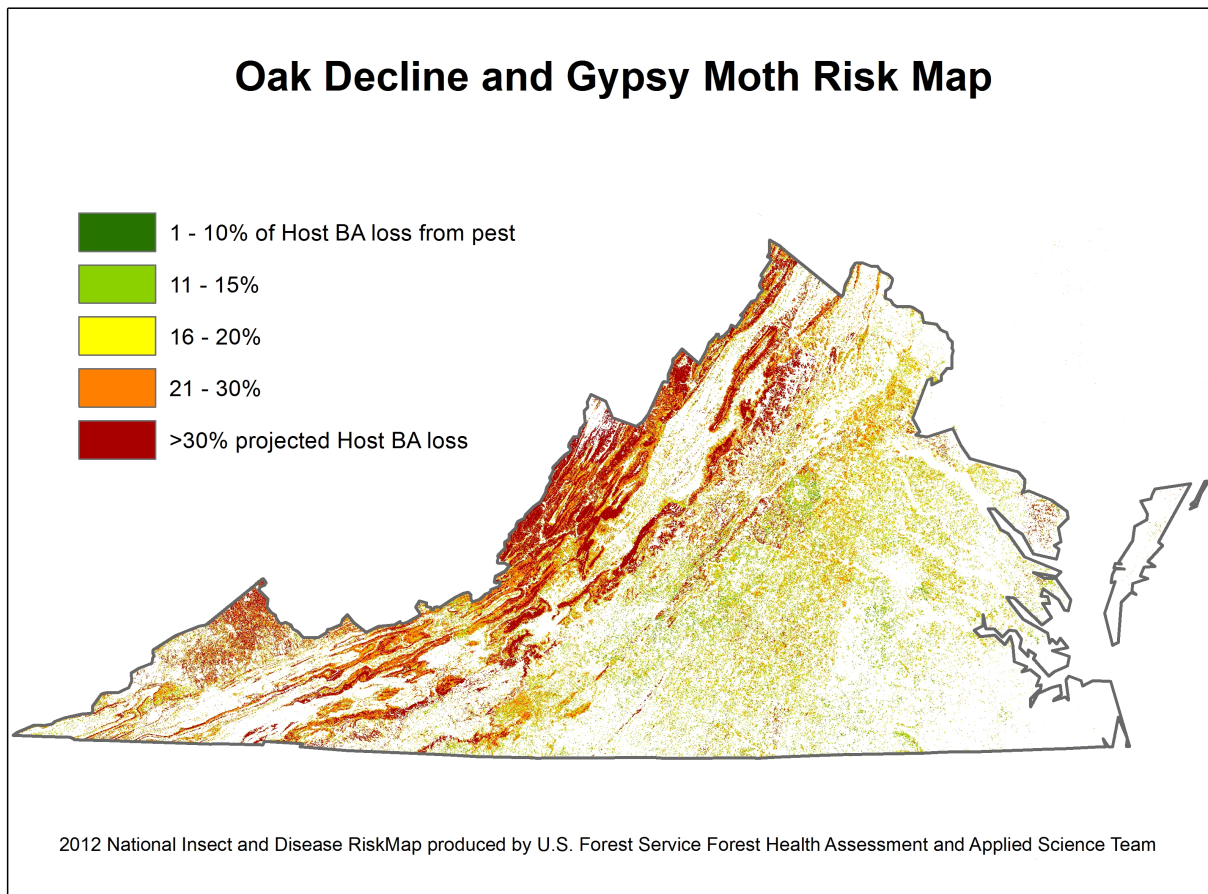 Oak Decline and Gypsy Moth Risk Map
1 - 10% of Host BA loss from pest
11 - 15%
16 - 20%
21 - 30%
>30% projected Host BA loss
2012 National Insect and Disease RiskMap produced by U.S. Forest Service Forest Health Assessment and Applied Science Team